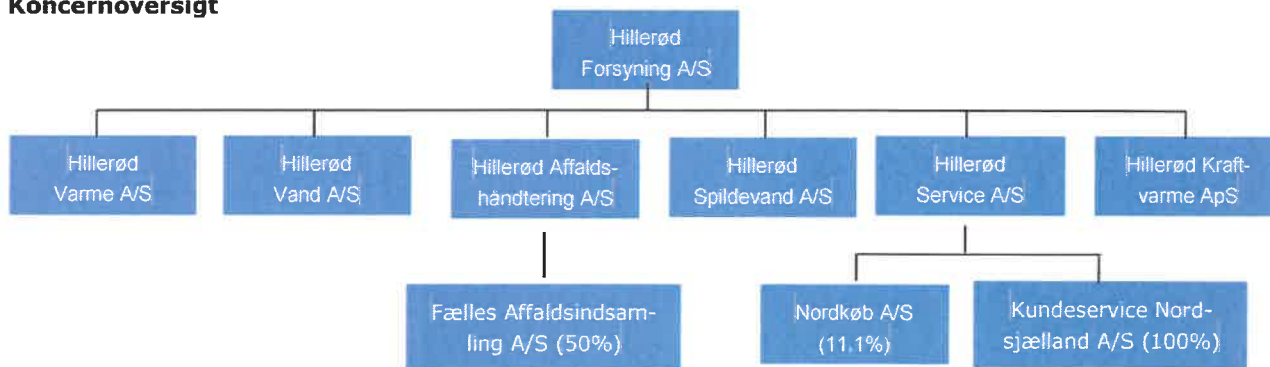 Koncernoversigt
Hillerød
Forsyning A/S
Hillerød
Varme A/S
Hillerød
Vand A/S
Hillerød Affalds-
håndtering A/S
Hillerød
Spildevand A/S
Hillerød
Service A/S
Hillerød Kraft-
varme ApS
Fælles Affaldsindsam-
ling A/S (50%)
Nordkøb A/S
(11.1%)
Kundeservice Nord-
sjælland A/S (100%)